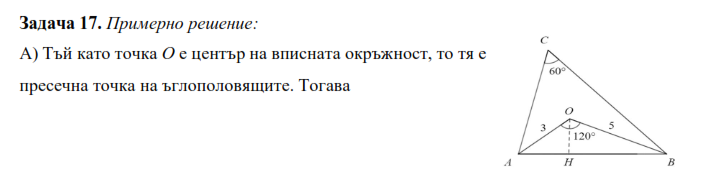 Задача 17. Примерно решение:
А) Тъй като точка O е център на вписната окръжност, то тя е
пресечна точка на ъглополовящите. Тогава
C
60°
O
3
5
120°
A
H
B